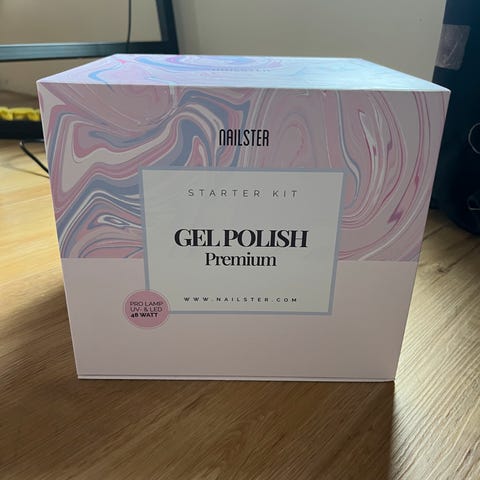 NAILSTER
STARTER KIT
GEL POLISH
Premium
WWW.NAILSTER.COM
PRO LAMP
UV- & LED
48 WATT